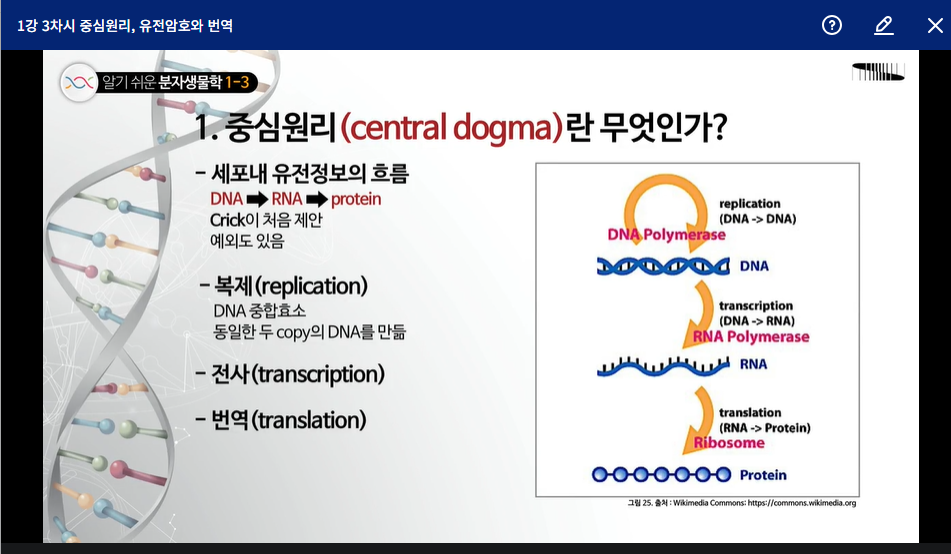 1강 3차시 중심원리, 유전암호와 번역
알기 쉬운 분자생물학 1-3
1. 중심원리(central dogma)란 무엇인가?
- 세포내 유전정보의 흐름
DNA ➡ RNA ➡ protein
Crick이 처음 제안
예외도 있음
- 복제(replication)
DNA 중합효소
동일한 두 copy의 DNA를 만듦
- 전사(transcription)
- 번역(translation)
replication
(DNA -> DNA)
DNA Polymerase
DNA
transcription
(DNA -> RNA)
RNA Polymerase
RNA
translation
(RNA -> Protein)
Ribosome
Protein
그림 25. 출처 : Wikimedia Commons: https://commons.wikimedia.org